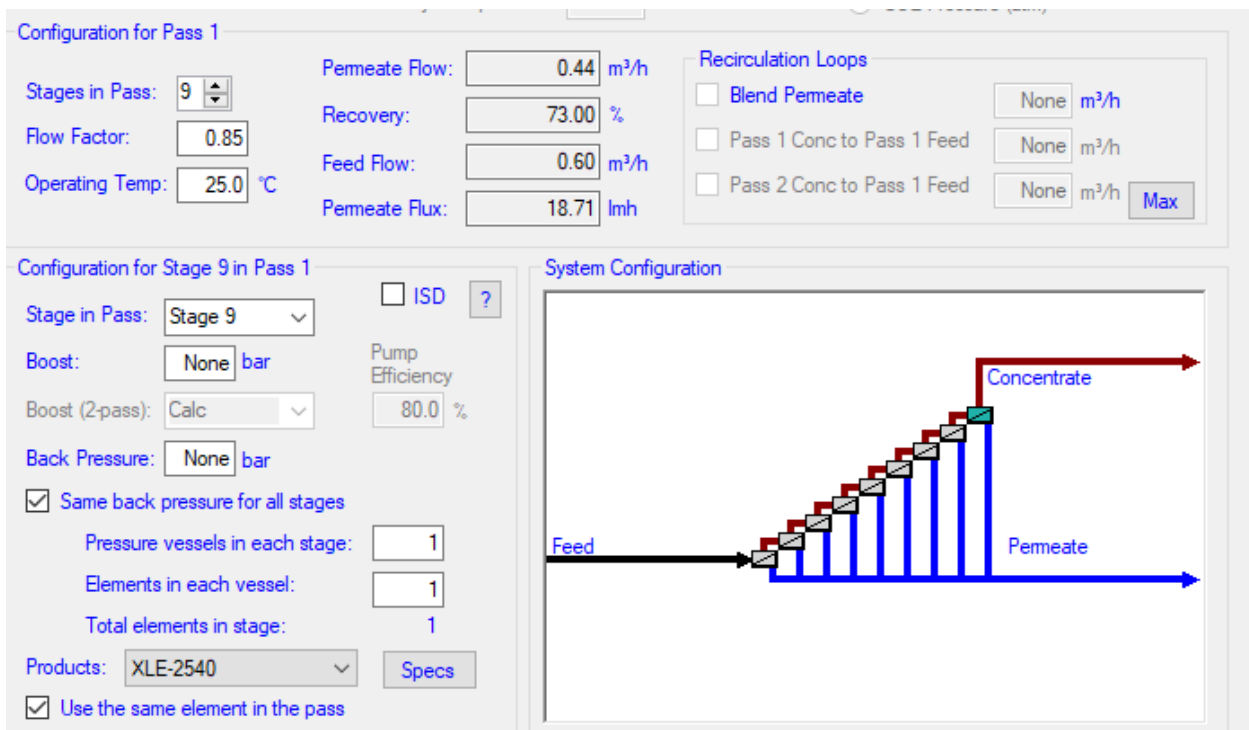 Configuration for Pass 1
Stages in Pass: 9
Flow Factor: 0.85
Operating Temp: 25.0 °C
Permeate Flow: 0.44 m³/h
Recovery: 73.00 %
Feed Flow: 0.60 m³/h
Permeate Flux: 18.71 lmh
Recirculation Loops
Blend Permeate None m³/h
Pass 1 Conc to Pass 1 Feed None m³/h
Pass 2 Conc to Pass 1 Feed None m³/h Max
Configuration for Stage 9 in Pass 1
ISD ?
Stage in Pass: Stage 9
Boost: None bar
Pump
Efficiency
Boost (2-pass): Calc 80.0 %
Back Pressure: None bar
Same back pressure for all stages
Pressure vessels in each stage: 1
Elements in each vessel: 1
Total elements in stage: 1
Products: XLE-2540 Specs
Use the same element in the pass
System Configuration
Concentrate
Feed
Permeate